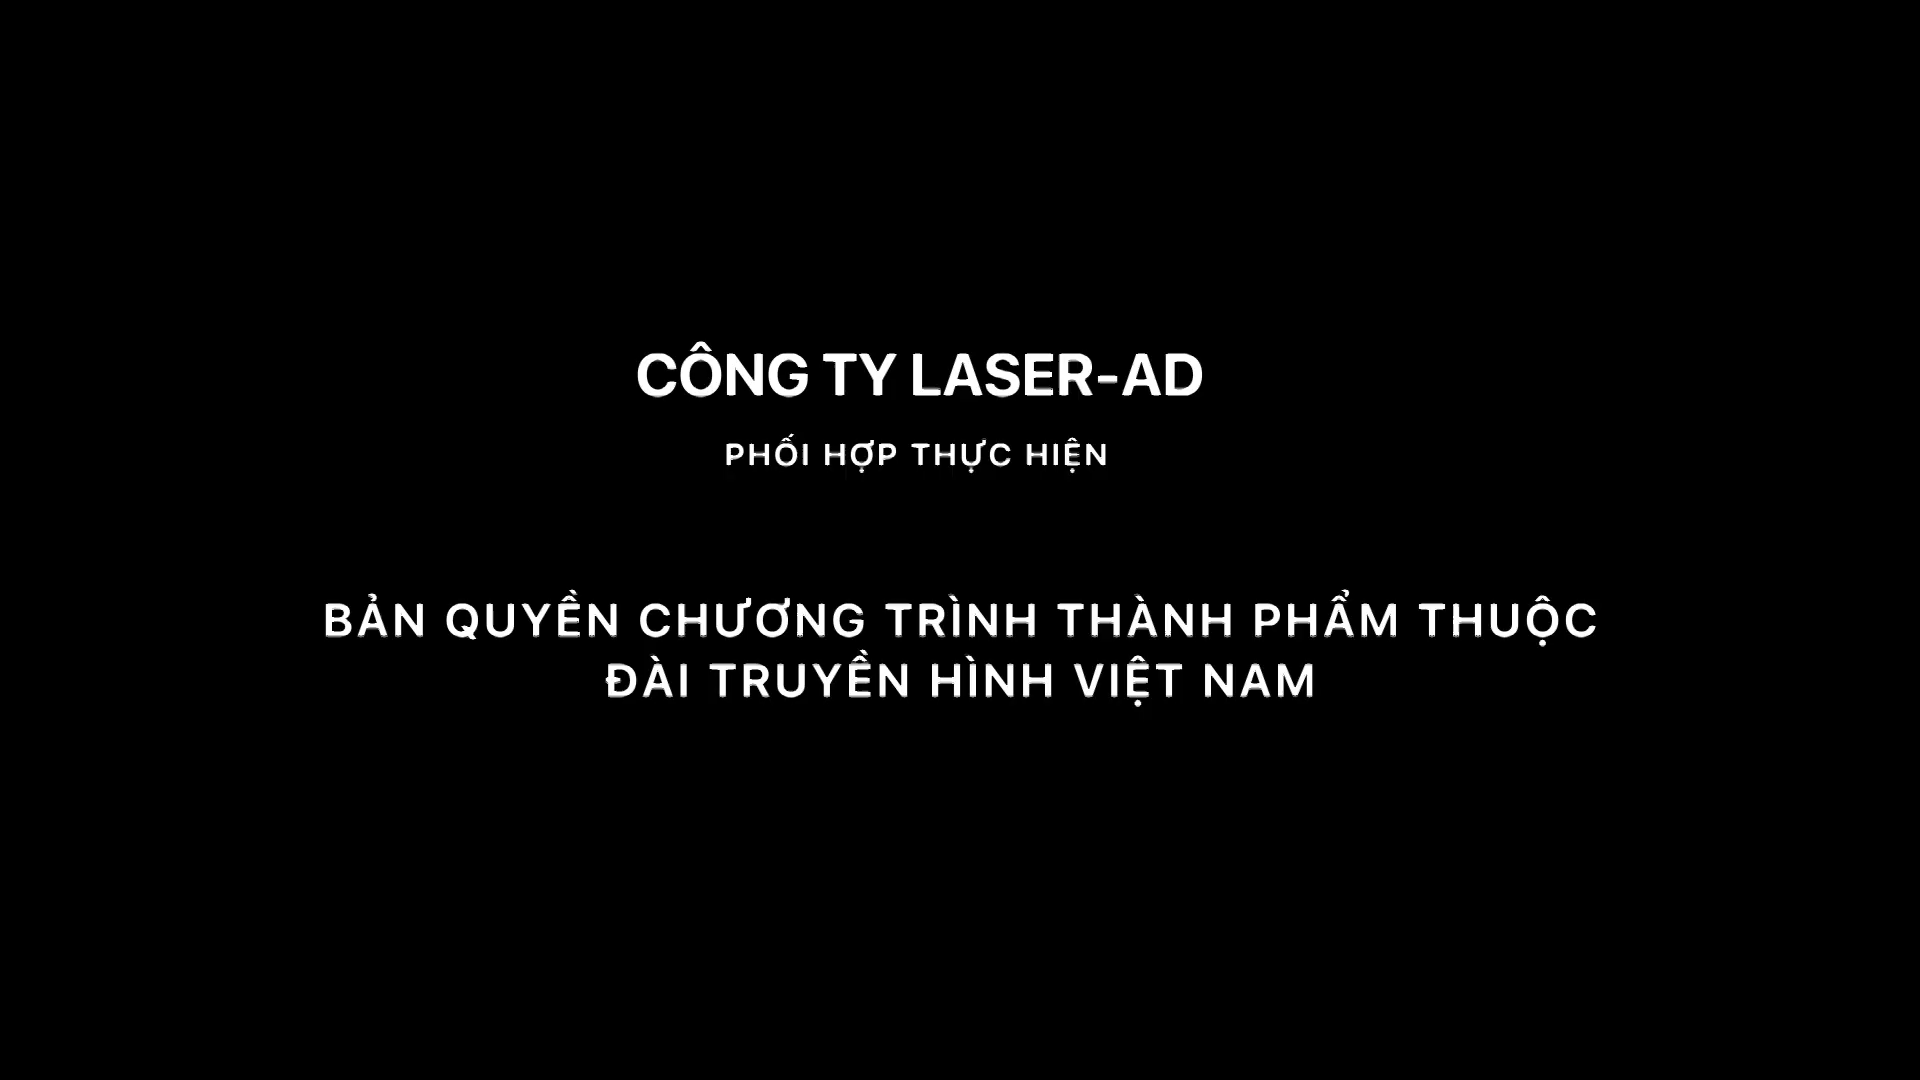 CÔNG TY LASER-AD
PHỐI HỢP THỰC HIỆN
BẢN QUYỀN CHƯƠNG TRÌNH THÀNH PHẨM THUỘC
ĐÀI TRUYỀN HÌNH VIỆT NAM